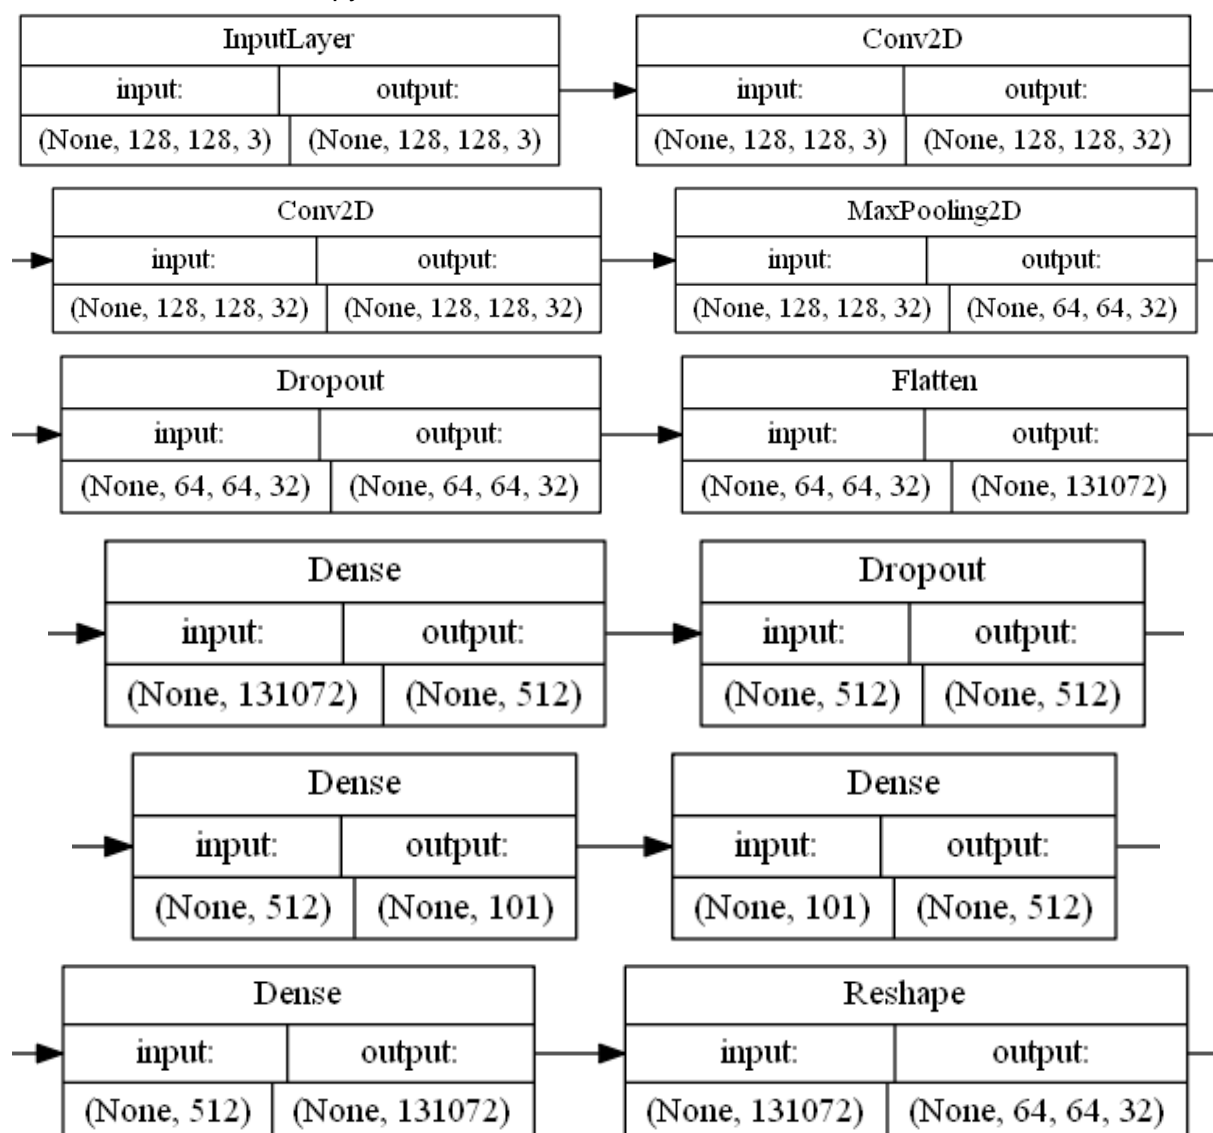 InputLayer Conv2D
input: output: input: output:
(None, 128, 128, 3) (None, 128, 128, 3) (None, 128, 128, 3) (None, 128, 128, 32)
Conv2D MaxPooling2D
input: output: input: output:
(None, 128, 128, 32) (None, 128, 128, 32) (None, 128, 128, 32) (None, 64, 64, 32)
Dropout Flatten
input: output: input: output:
(None, 64, 64, 32) (None, 64, 64, 32) (None, 64, 64, 32) (None, 131072)
Dense Dropout
input: output: input: output:
(None, 131072) (None, 512) (None, 512) (None, 512)
Dense Dense
input: output: input: output:
(None, 512) (None, 101) (None, 101) (None, 512)
Dense Reshape
input: output: input: output:
(None, 512) (None, 131072) (None, 131072) (None, 64, 64, 32)